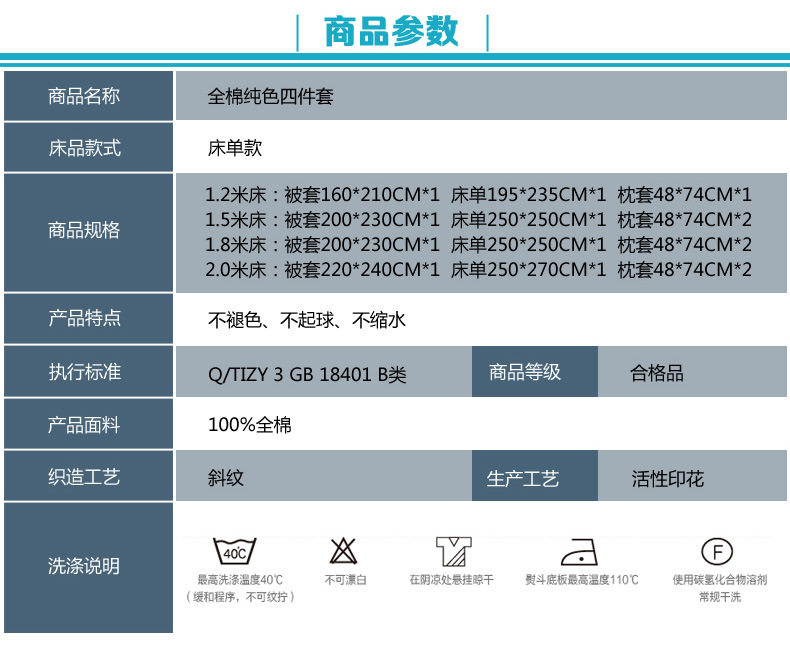 商品参数
商品名称 全棉纯色四件套
床品款式 床单款
商品规格
1.2米床：被套160*210CM*1 床单195*235CM*1 枕套48*74CM*1
1.5米床：被套200*230CM*1 床单250*250CM*1 枕套48*74CM*2
1.8米床：被套200*230CM*1 床单250*250CM*1 枕套48*74CM*2
2.0米床：被套220*240CM*1 床单250*270CM*1 枕套48*74CM*2
产品特点 不褪色、不起球、不缩水
执行标准 Q/TIZY 3 GB 18401 B类 商品等级 合格品
产品面料 100%全棉
织造工艺 斜纹 生产工艺 活性印花
洗涤说明
40℃ F
最高洗涤温度40℃ 不可漂白 在阴凉处悬挂晾干 熨斗底板最高温度110℃ 使用碳氢化合物溶剂
（缓和程序，不可纹拧） 常规干洗